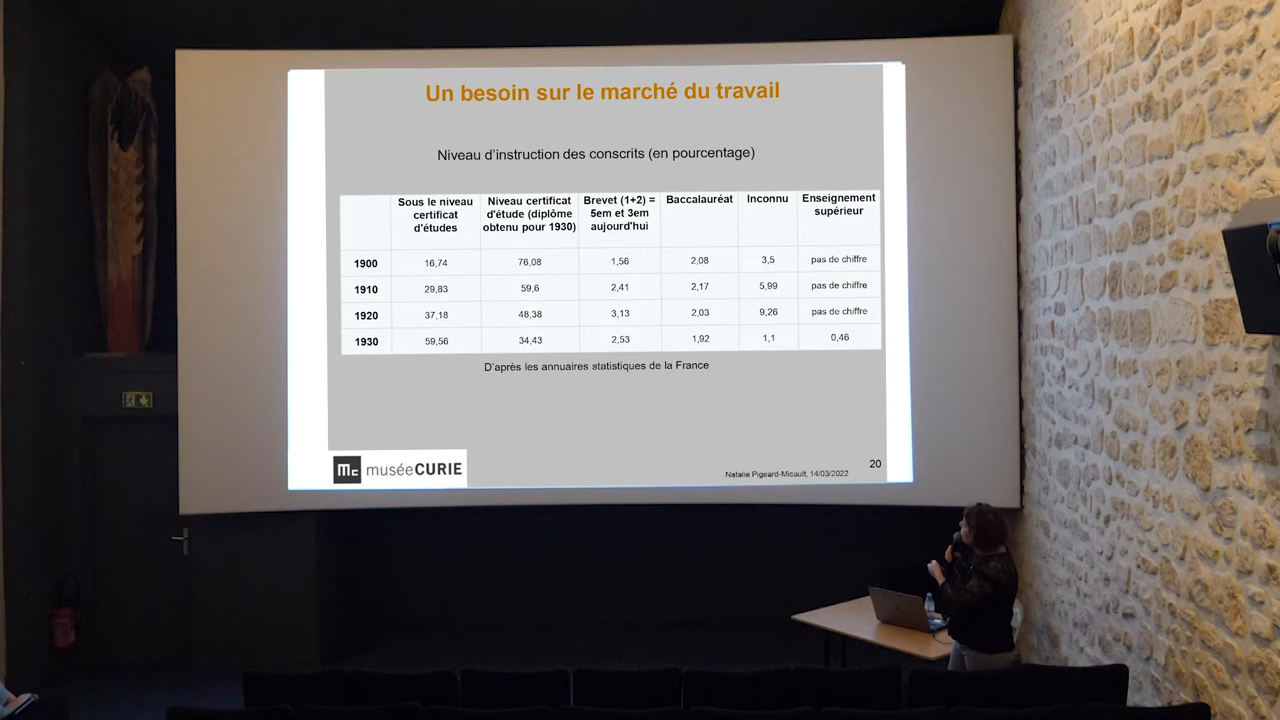 Un besoin sur le marché du travail
Niveau d'instruction des conscrits (en pourcentage)
Sous le niveau certificat d'études
Niveau certificat d'étude (diplôme obtenu pour 1930)
Brevet (1+2) = 5em et 3em aujourd'hui
Baccalauréat
Inconnu
Enseignement supérieur
1900 16,74 76,08 1,56 2,08 3,5 pas de chiffre
1910 29,83 59,6 2,41 2,17 5,99 pas de chiffre
1920 37,18 48,38 3,13 2,03 9,26 pas de chiffre
1930 59,56 34,43 2,53 1,92 1,1 0,46
D'après les annuaires statistiques de la France
Mc muséeCURIE
20
Natalie Pigeard-Micault, 14/03/2022